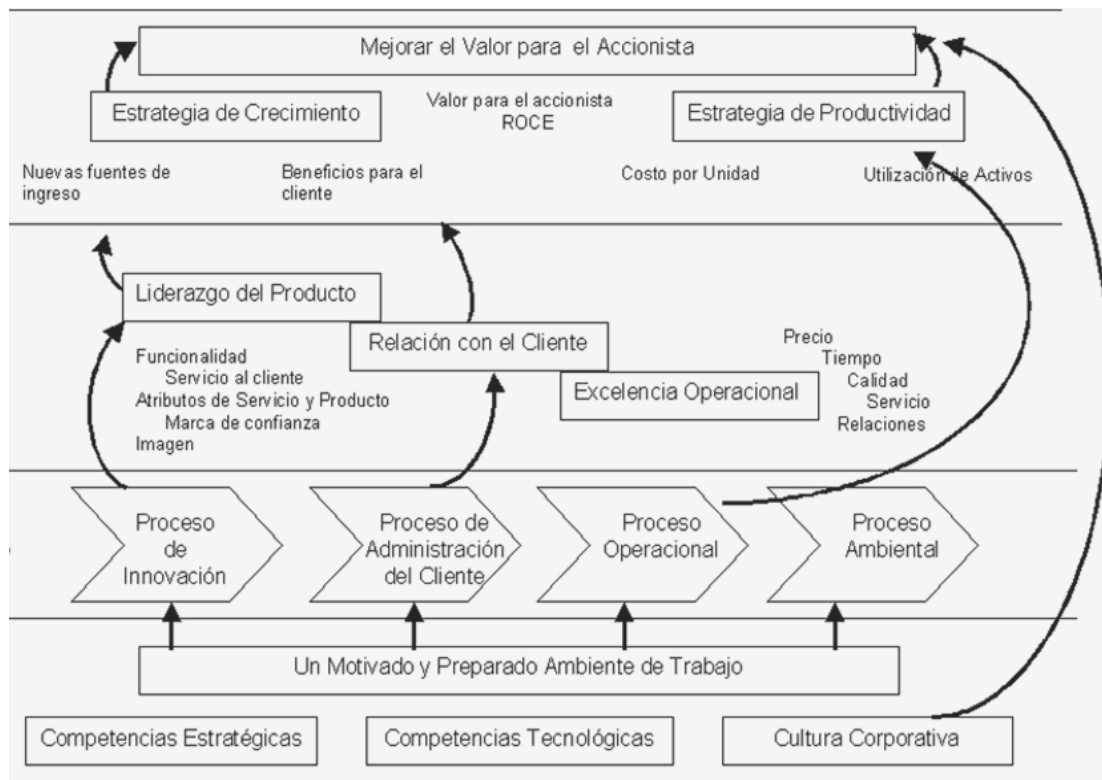 Mejorar el Valor para el Accionista
Estrategia de Crecimiento
Valor para el accionista
ROCE
Estrategia de Productividad
Nuevas fuentes de
ingreso
Beneficios para el
cliente
Costo por Unidad
Utilización de Activos
Liderazgo del Producto
Relación con el Cliente
Excelencia Operacional
Funcionalidad
Servicio al cliente
Atributos de Servicio y Producto
Marca de confianza
Imagen
Precio
Tiempo
Calidad
Servicio
Relaciones
Proceso
de
Innovación
Proceso de
Administración
del Cliente
Proceso
Operacional
Proceso
Ambiental
Un Motivado y Preparado Ambiente de Trabajo
Competencias Estratégicas
Competencias Tecnológicas
Cultura Corporativa